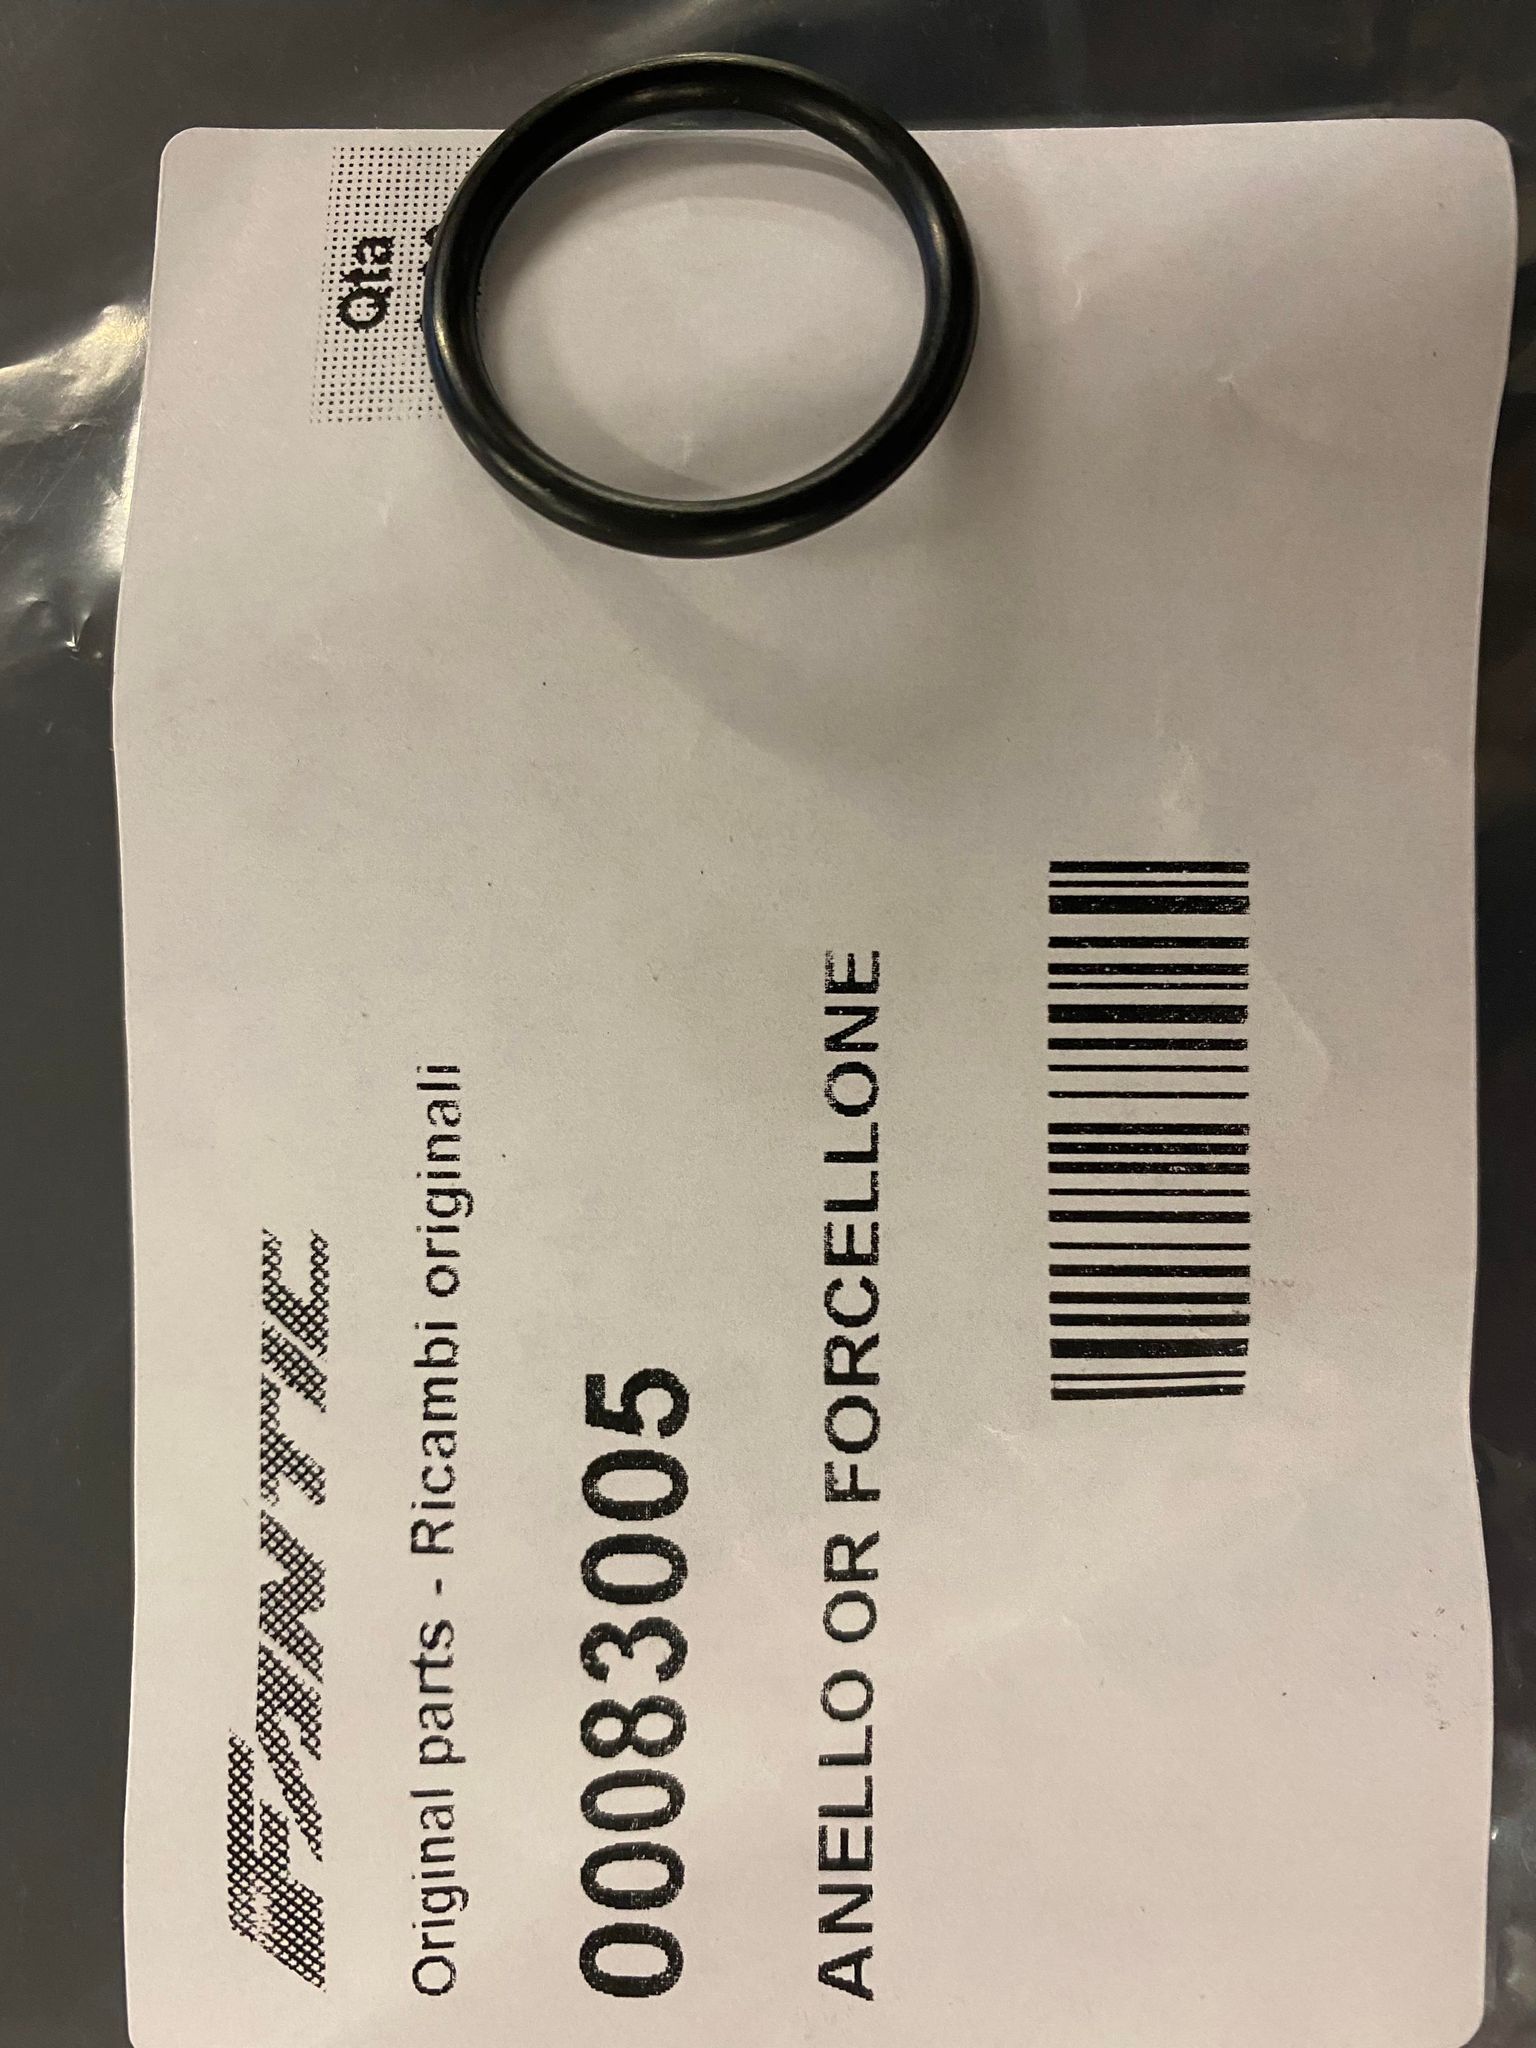 FANTIC
Qta
Original parts - Ricambi originali
00083005
ANELLO OR FORCELLONE